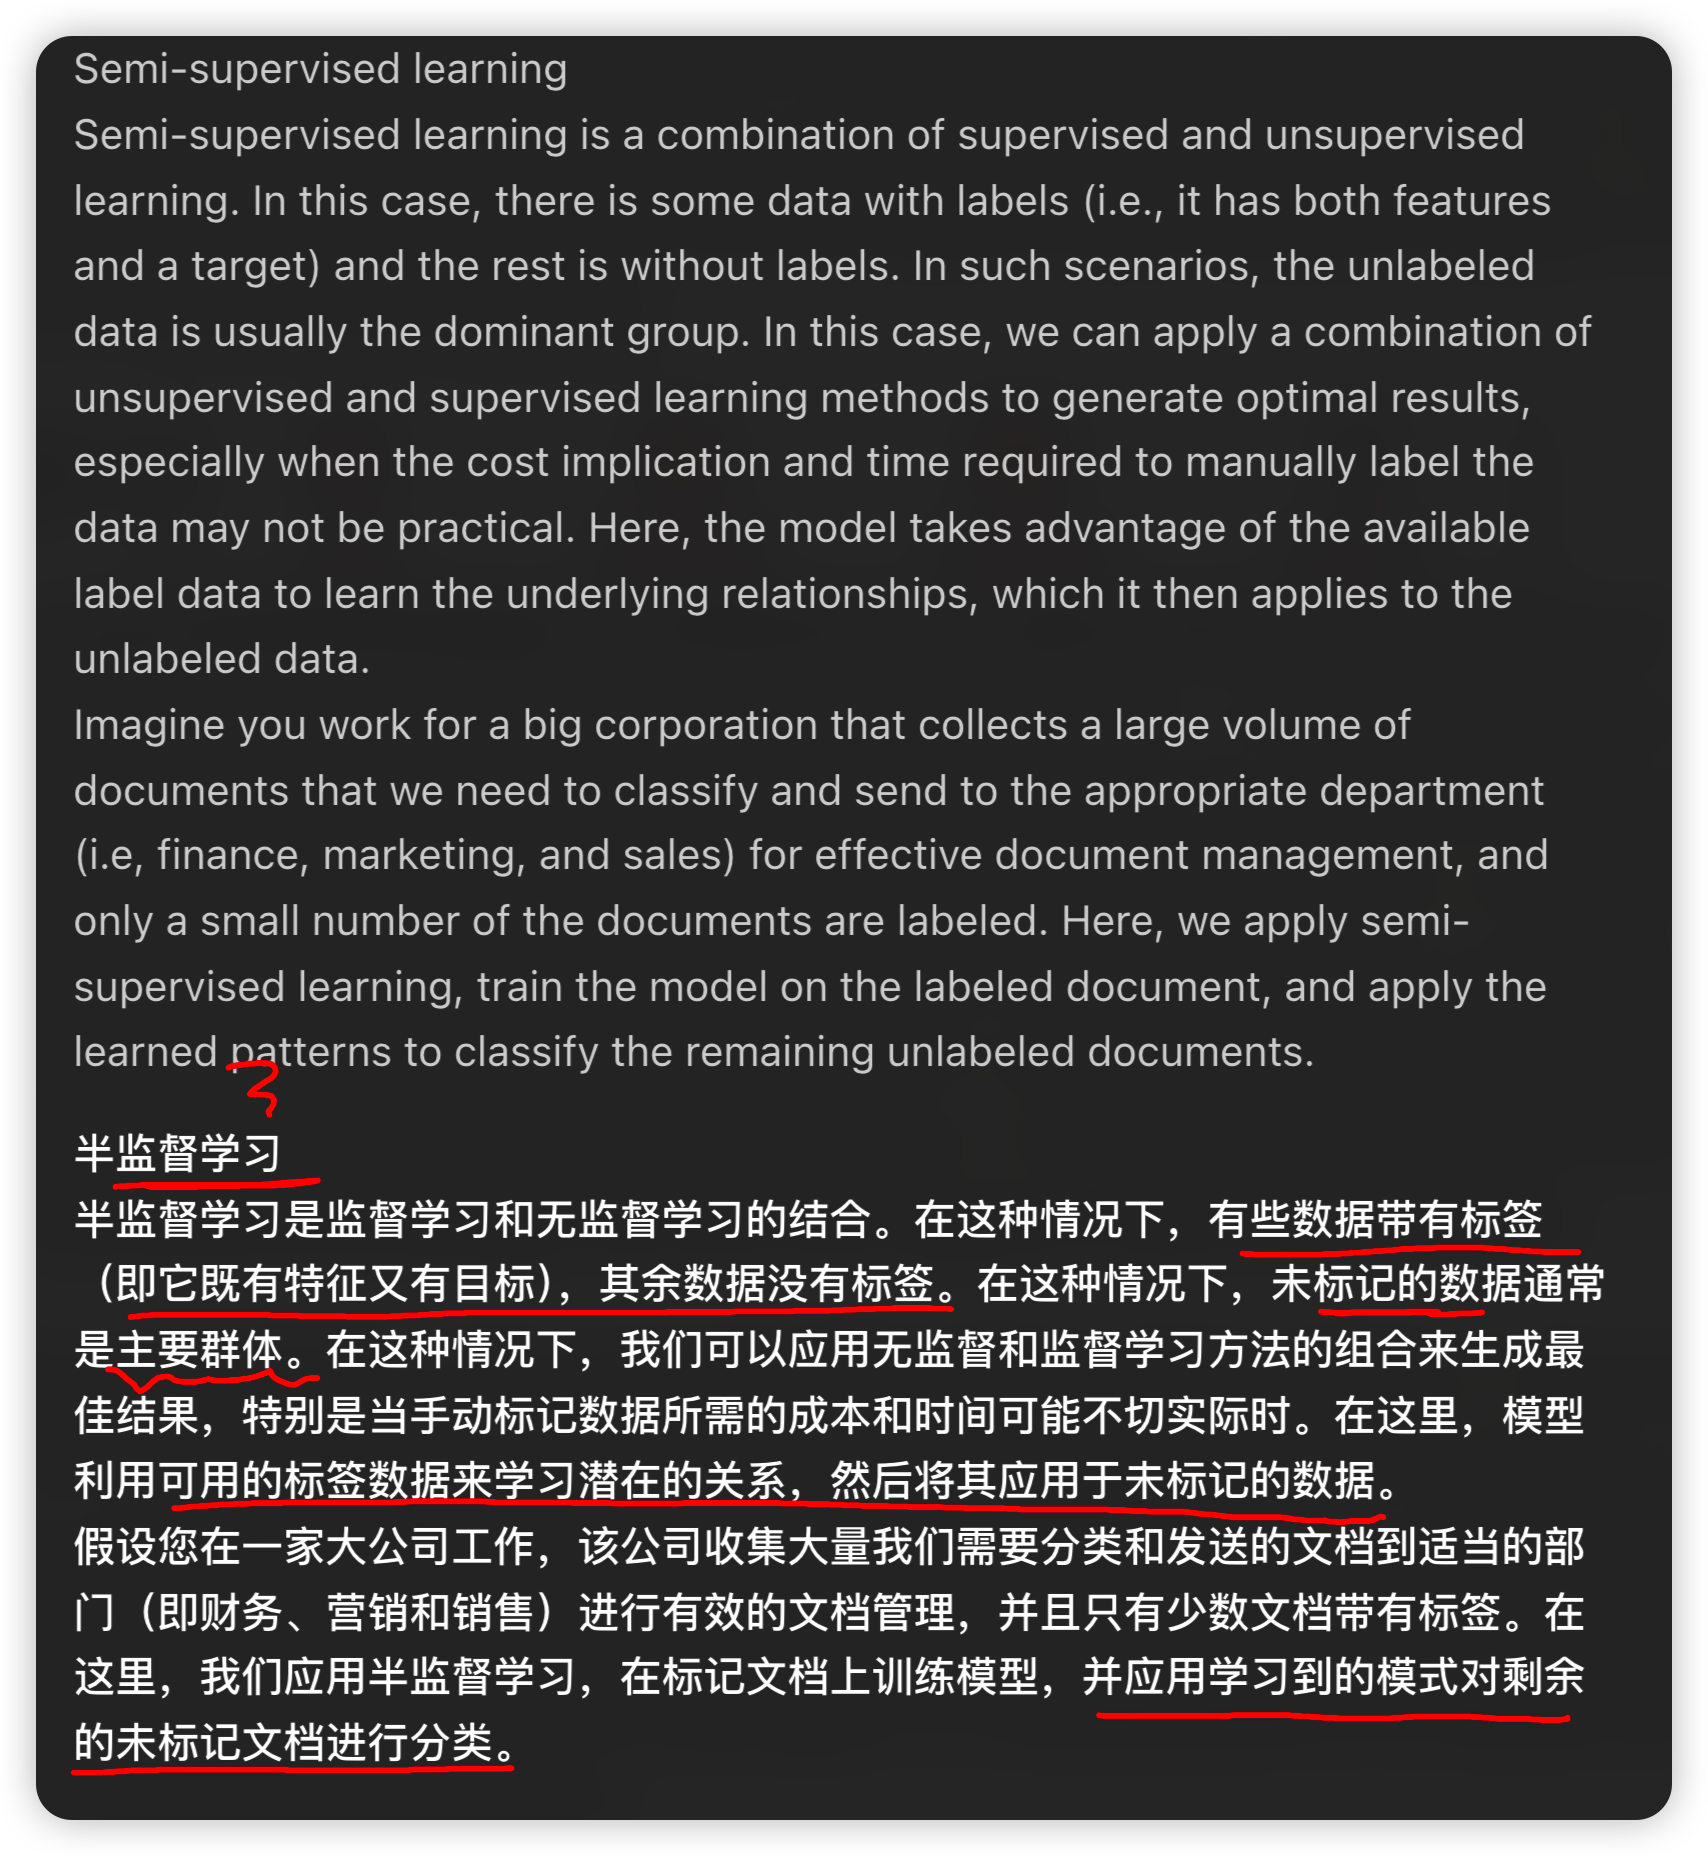 Semi-supervised learning
Semi-supervised learning is a combination of supervised and unsupervised
learning. In this case, there is some data with labels (i.e., it has both features
and a target) and the rest is without labels. In such scenarios, the unlabeled
data is usually the dominant group. In this case, we can apply a combination of
unsupervised and supervised learning methods to generate optimal results,
especially when the cost implication and time required to manually label the
data may not be practical. Here, the model takes advantage of the available
label data to learn the underlying relationships, which it then applies to the
unlabeled data.
Imagine you work for a big corporation that collects a large volume of
documents that we need to classify and send to the appropriate department
(i.e, finance, marketing, and sales) for effective document management, and
only a small number of the documents are labeled. Here, we apply semi-
supervised learning, train the model on the labeled document, and apply the
learned patterns to classify the remaining unlabeled documents.
3
半监督学习
半监督学习是监督学习和无监督学习的结合。在这种情况下，有些数据带有标签
（即它既有特征又有目标），其余数据没有标签。在这种情况下，未标记的数据通常
是主要群体。在这种情况下，我们可以应用无监督和监督学习方法的组合来生成最
佳结果，特别是当手动标记数据所需的成本和时间可能不切实际时。在这里，模型
利用可用的标签数据来学习潜在的关系，然后将其应用于未标记的数据。
假设您在一家大公司工作，该公司收集大量我们需要分类和发送的文档到适当的部
门（即财务、营销和销售）进行有效的文档管理，并且只有少数文档带有标签。在
这里，我们应用半监督学习，在标记文档上训练模型，并应用学习到的模式对剩余
的未标记文档进行分类。